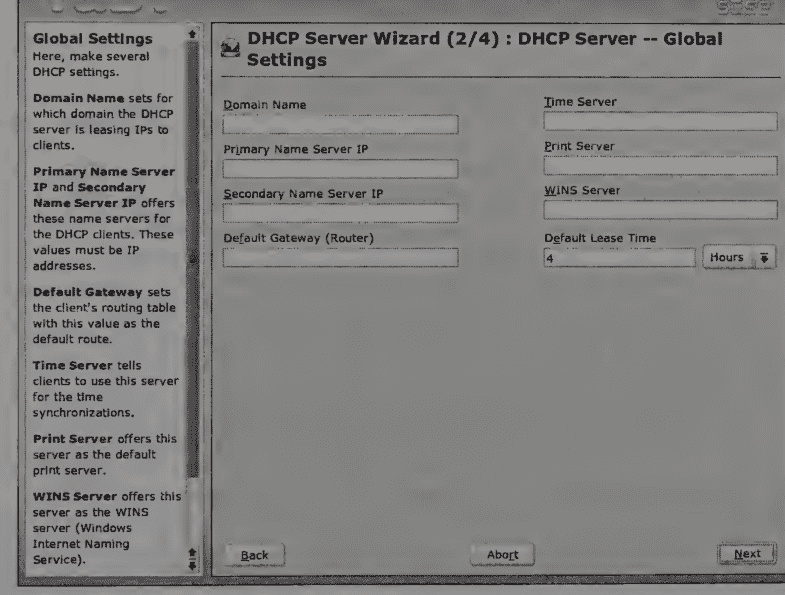 Global Settings
Here, make several
DHCP settings.
Domain Name sets for
which domain the DHCP
server is leasing IPs to
clients.
Primary Name Server
IP and Secondary
Name Server IP offers
these name servers for
the DHCP clients. These
values must be IP
addresses.
Default Gateway sets
the client's routing table
with this value as the
default route.
Time Server tells
clients to use this server
for the time
synchronizations.
Print Server offers this
server as the default
print server.
WINS Server offers this
server as the WINS
server (Windows
Internet Naming
Service).
DHCP Server Wizard (2/4) : DHCP Server -- Global
Settings
Domain Name
Primary Name Server IP
Secondary Name Server IP
Default Gateway (Router)
Time Server
Print Server
WINS Server
Default Lease Time
4
Hours
Back
Abort
Next